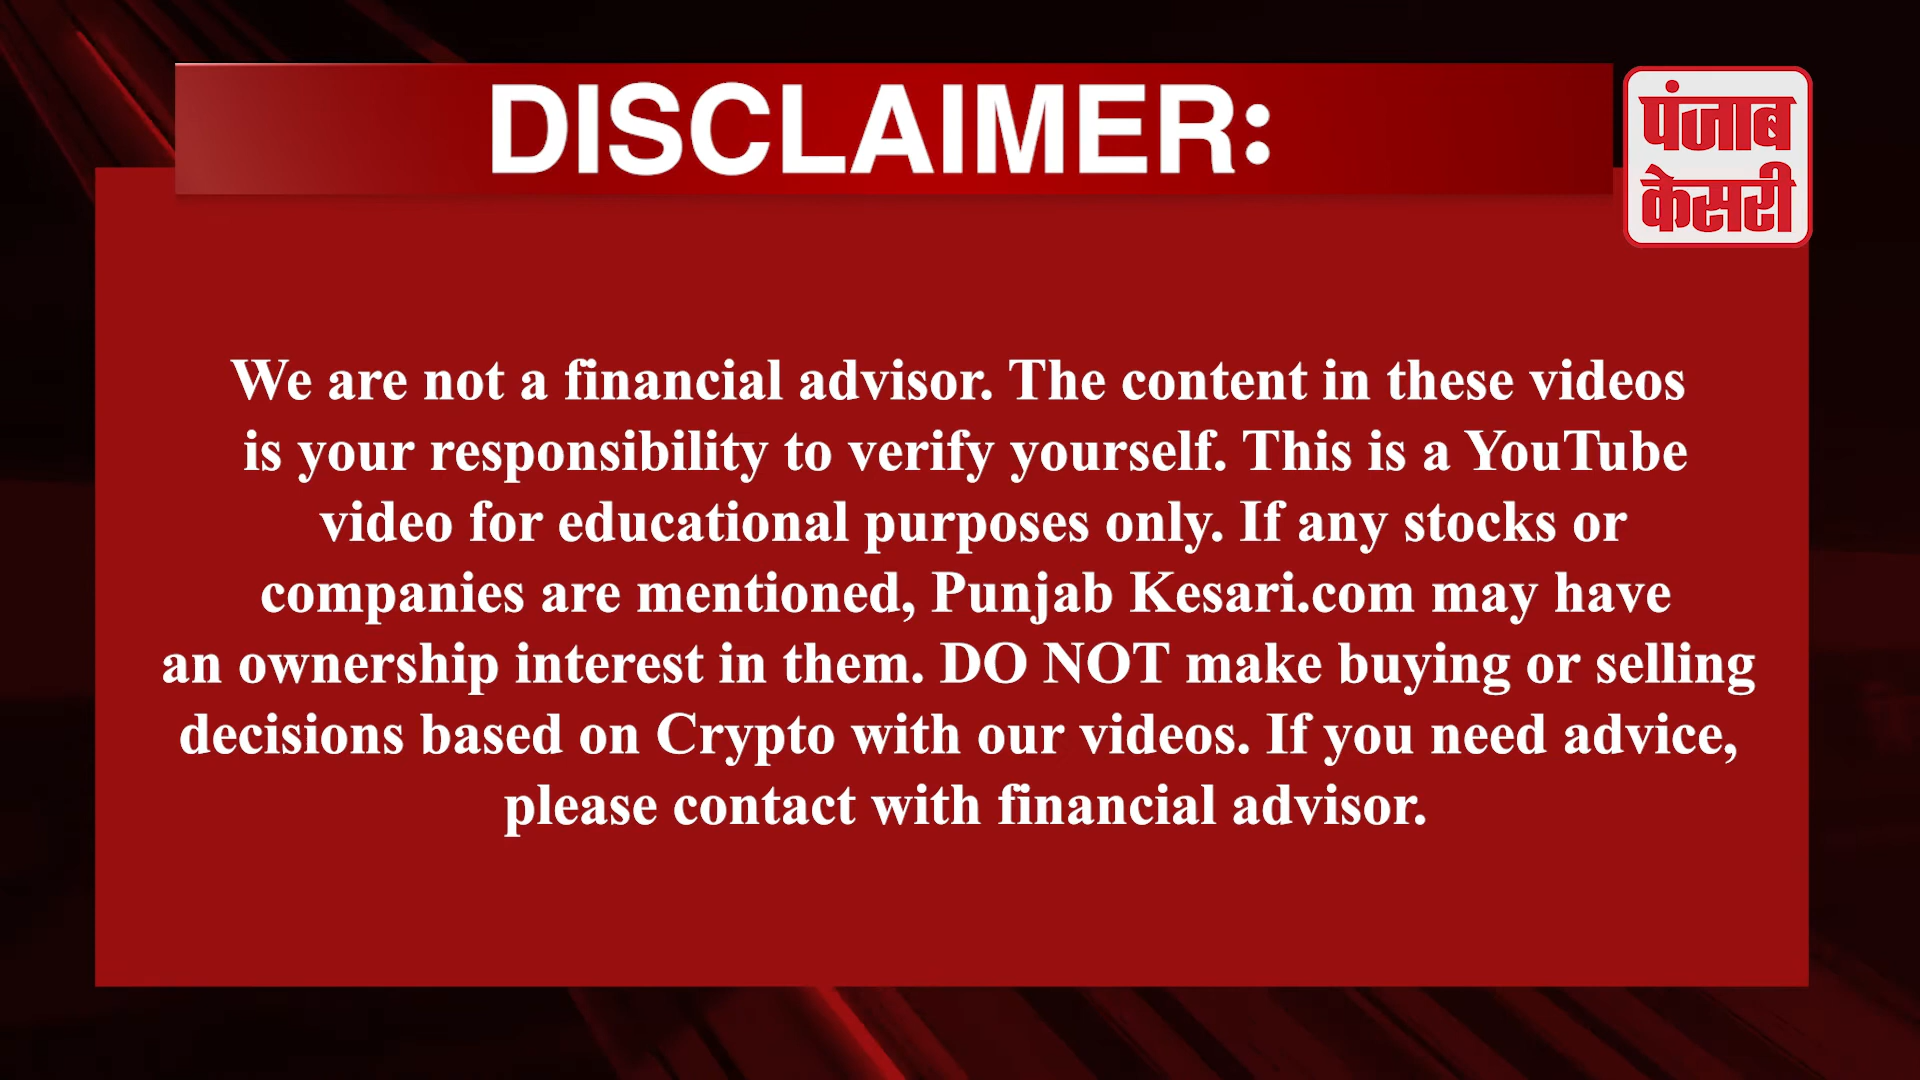 DISCLAIMER:
पंजाब
केसरी
We are not a financial advisor. The content in these videos
is your responsibility to verify yourself. This is a YouTube
video for educational purposes only. If any stocks or
companies are mentioned, Punjab Kesari.com may have
an ownership interest in them. DO NOT make buying or selling
decisions based on Crypto with our videos. If you need advice,
please contact with financial advisor.